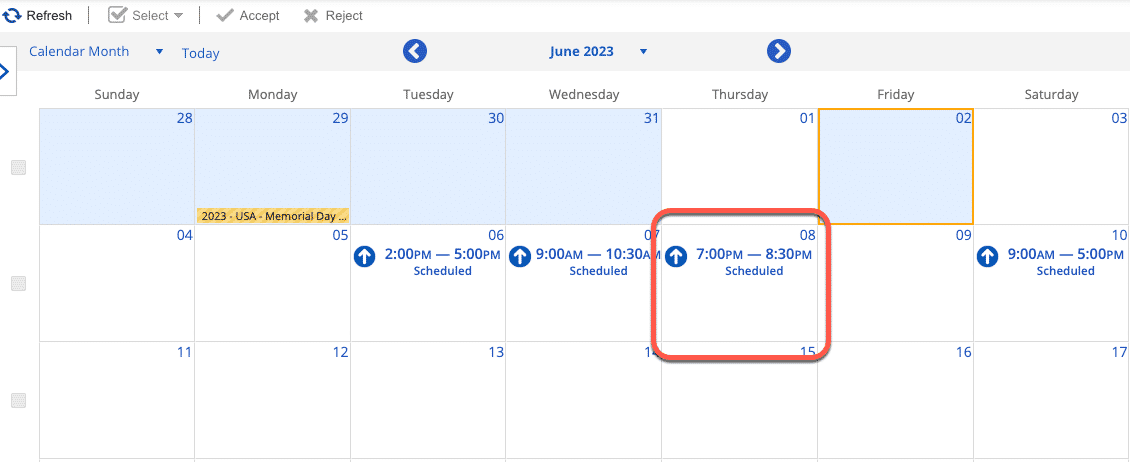 Refresh Select Accept Reject
Calendar Month Today June 2023
Sunday Monday Tuesday Wednesday Thursday Friday Saturday
28 29 30 31 01 02 03
2023 - USA - Memorial Day ...
04 05 06 07 08 09 10
2:00PM — 5:00PM 9:00AM — 10:30AM 7:00PM — 8:30PM 9:00AM — 5:00PM
Scheduled Scheduled Scheduled Scheduled
11 12 13 14 15 16 17